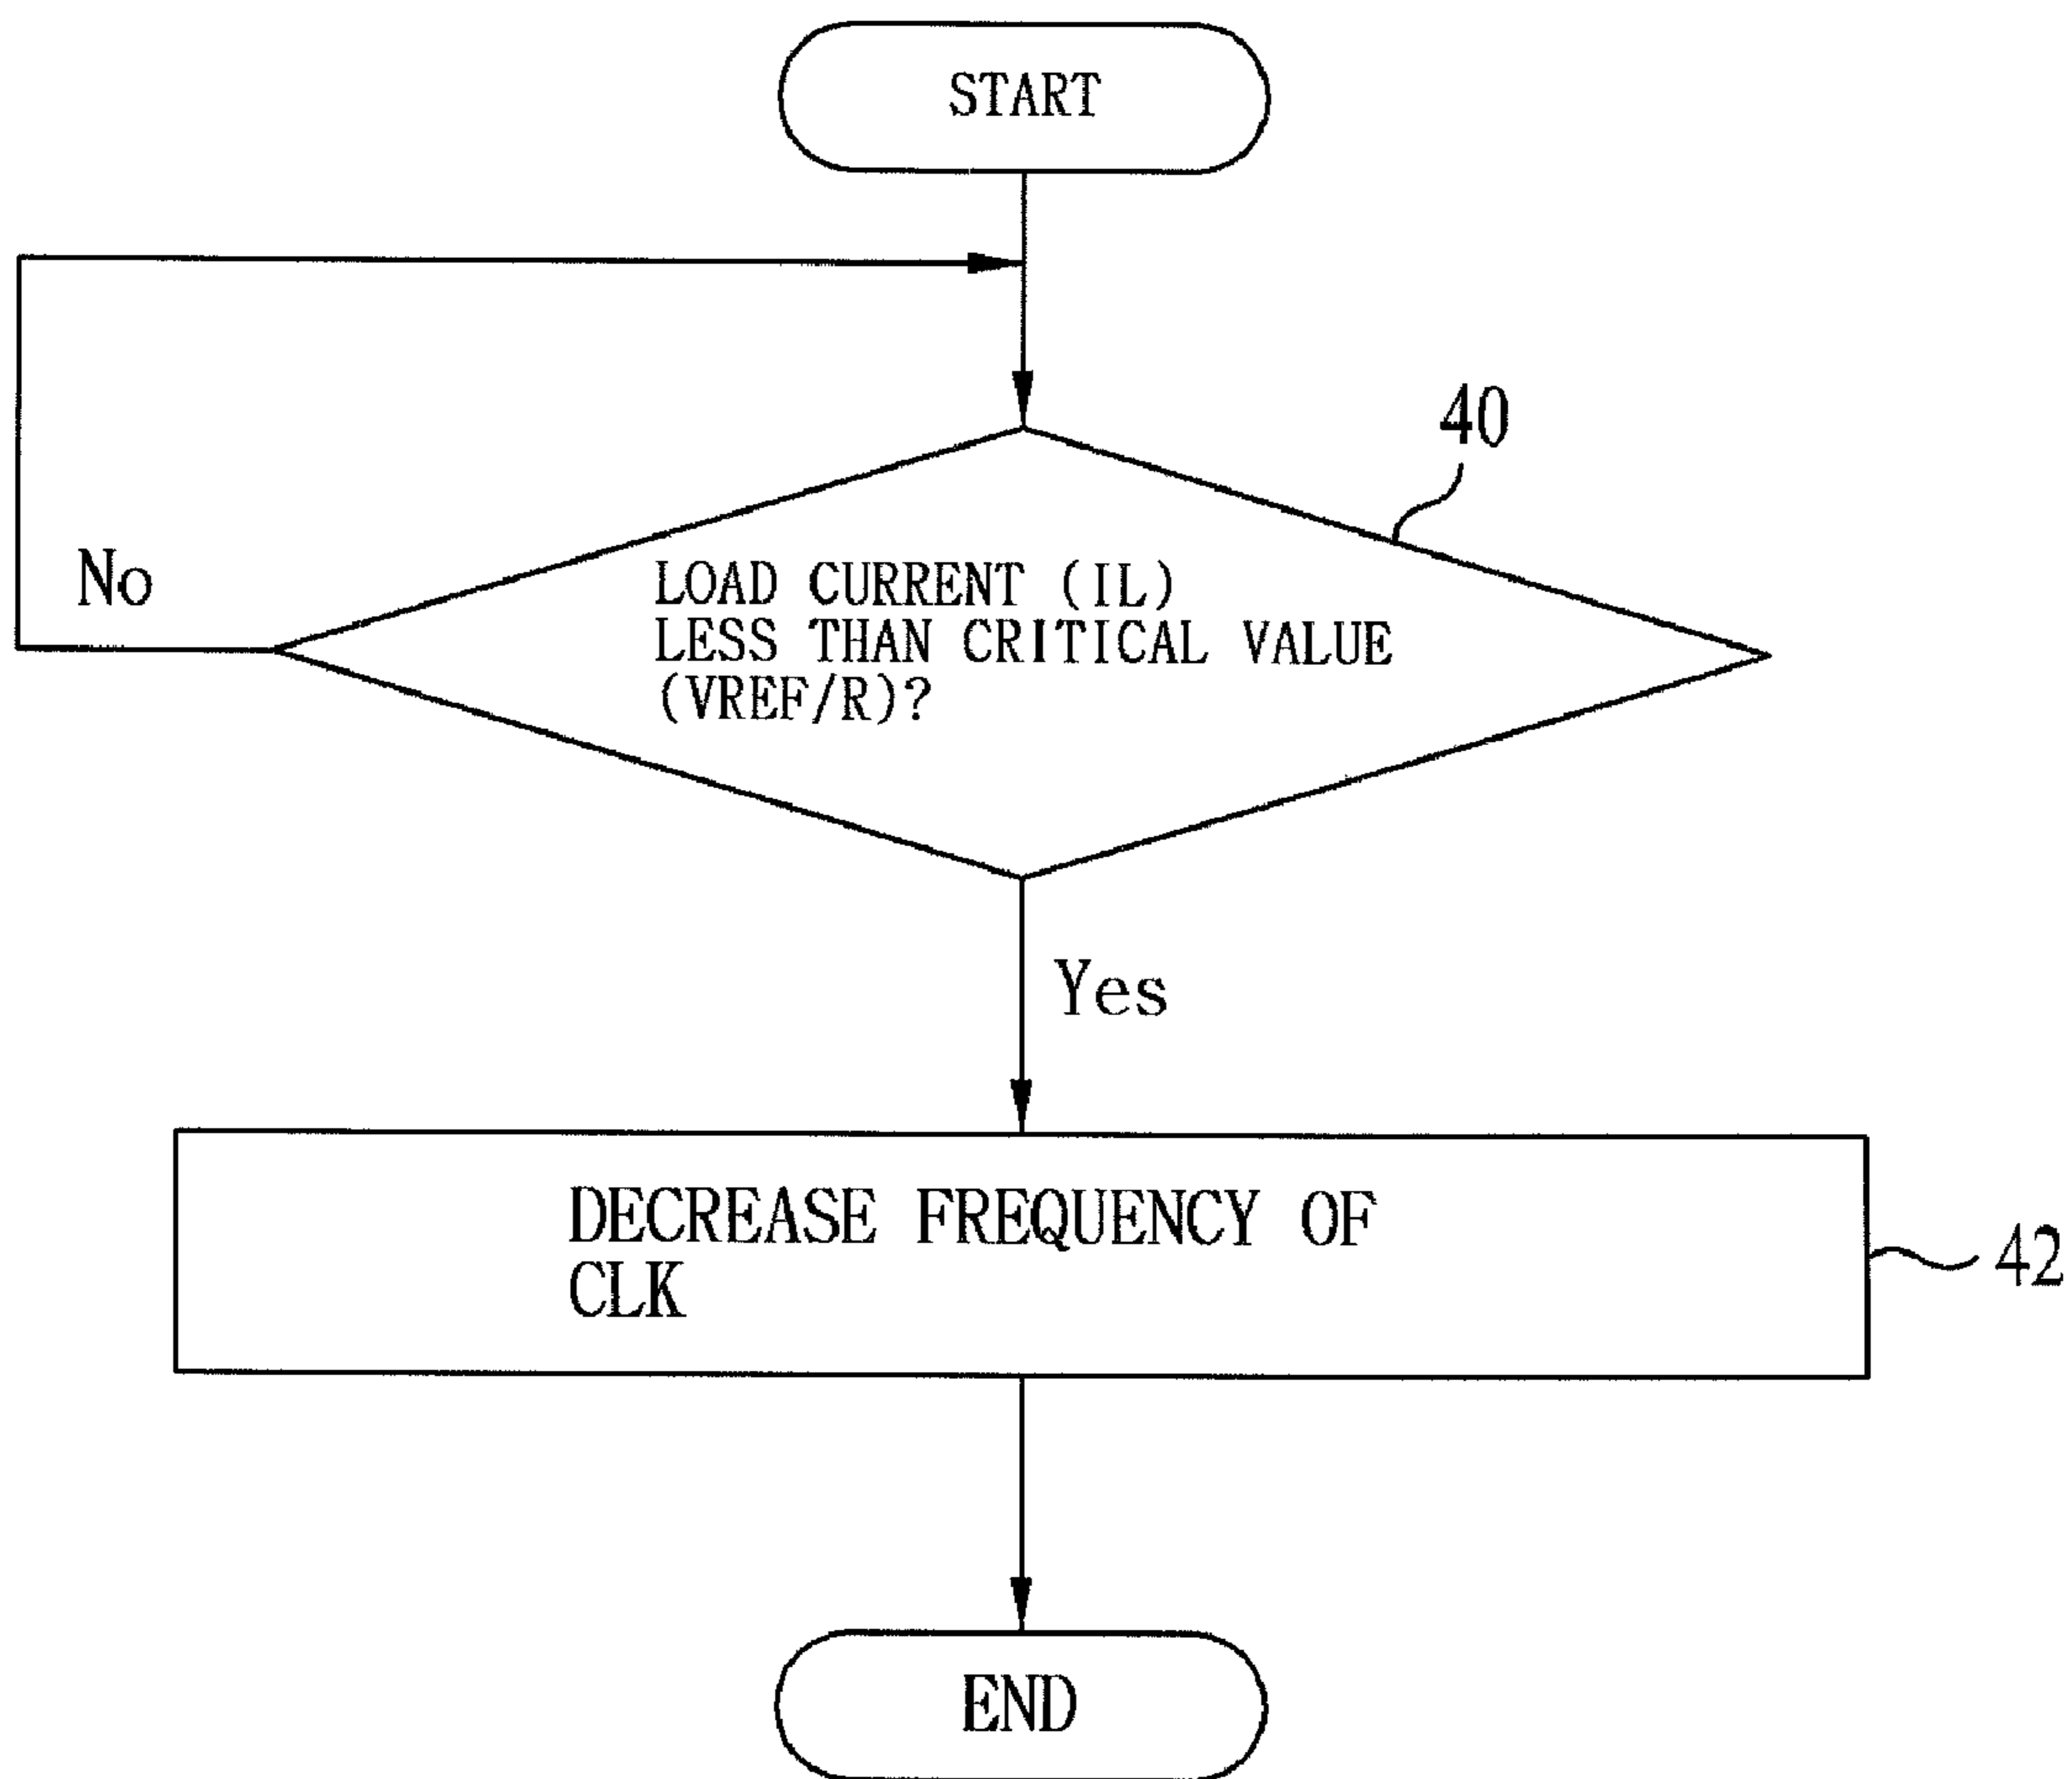 START
40
No
LOAD CURRENT (IL)
LESS THAN CRITICAL VALUE
(VREF/R)?
Yes
DECREASE FREQUENCY OF
CLK
42
END